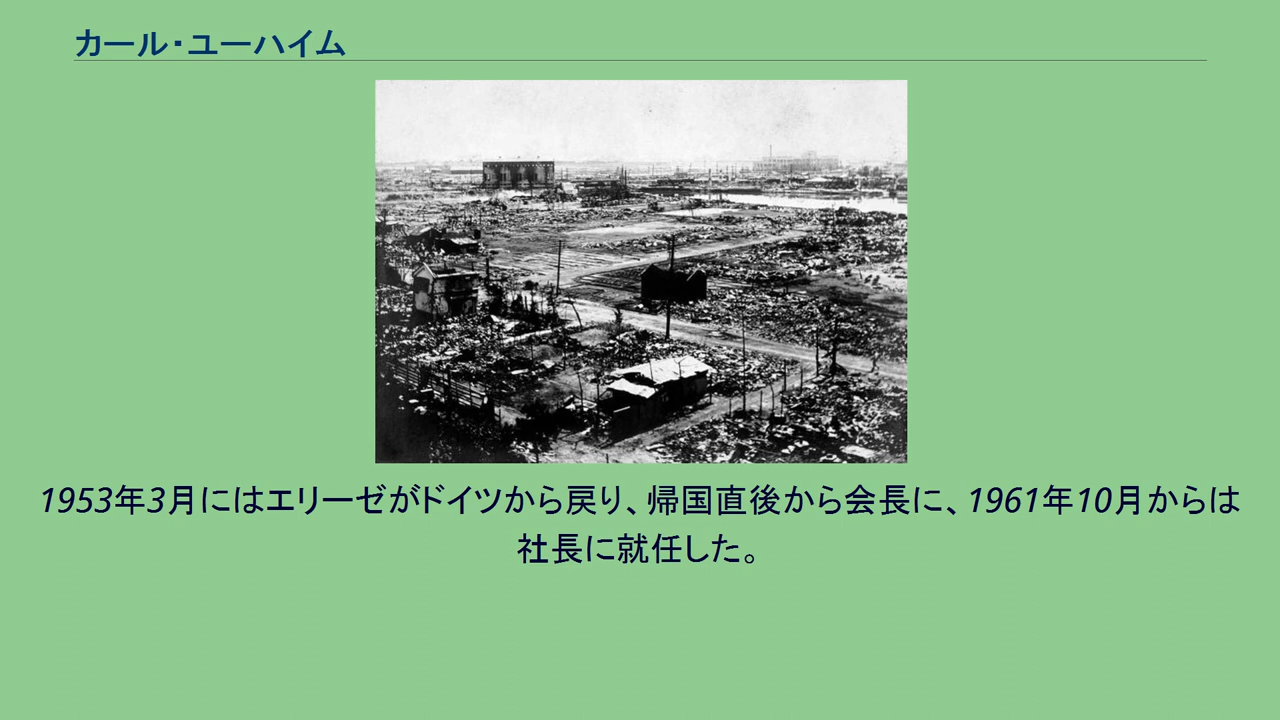 カール・ユーハイム
1953年3月にはエリーゼがドイツから戻り、帰国直後から会長に、1961年10月からは
社長に就任した。